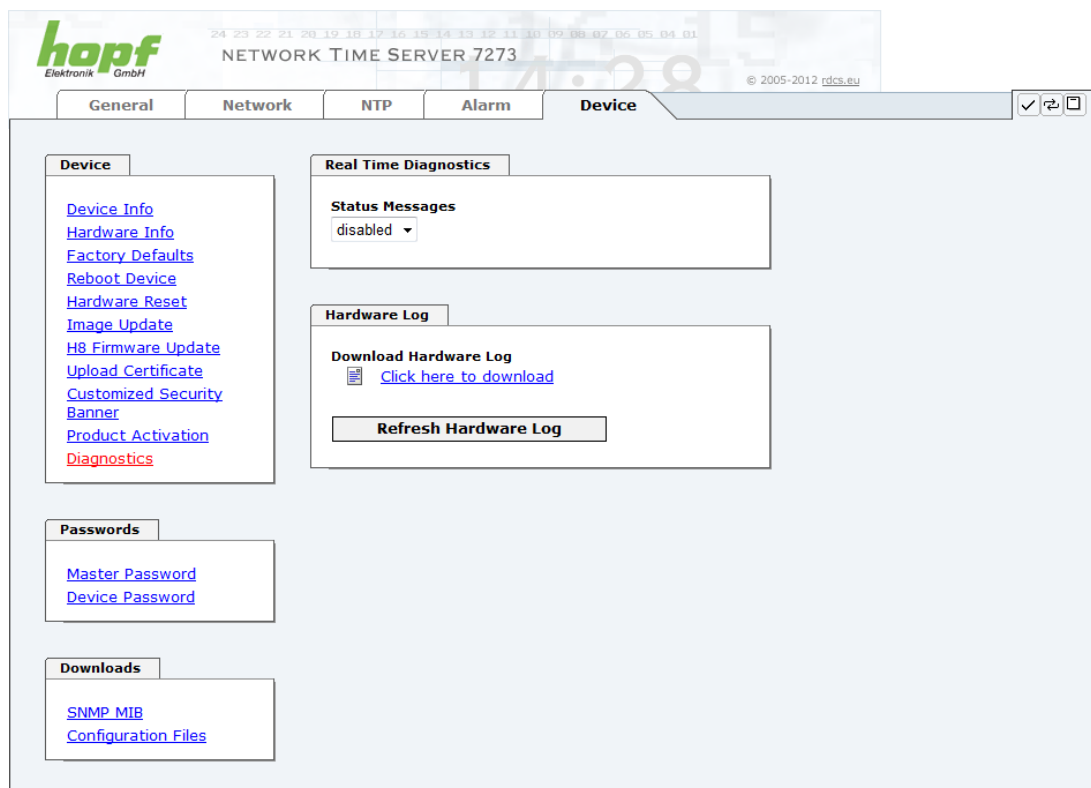 hopf
Elektronik GmbH
24 23 22 21 20 19 18 17 16 15 14 13 12 11 10 09 08 07 06 05 04 01
NETWORK TIME SERVER 7273
14:28
© 2005-2012 rdcs.eu
General Network NTP Alarm Device
Device
Device Info
Hardware Info
Factory Defaults
Reboot Device
Hardware Reset
Image Update
H8 Firmware Update
Upload Certificate
Customized Security
Banner
Product Activation
Diagnostics
Passwords
Master Password
Device Password
Downloads
SNMP MIB
Configuration Files
Real Time Diagnostics
Status Messages
disabled
Hardware Log
Download Hardware Log
Click here to download
Refresh Hardware Log